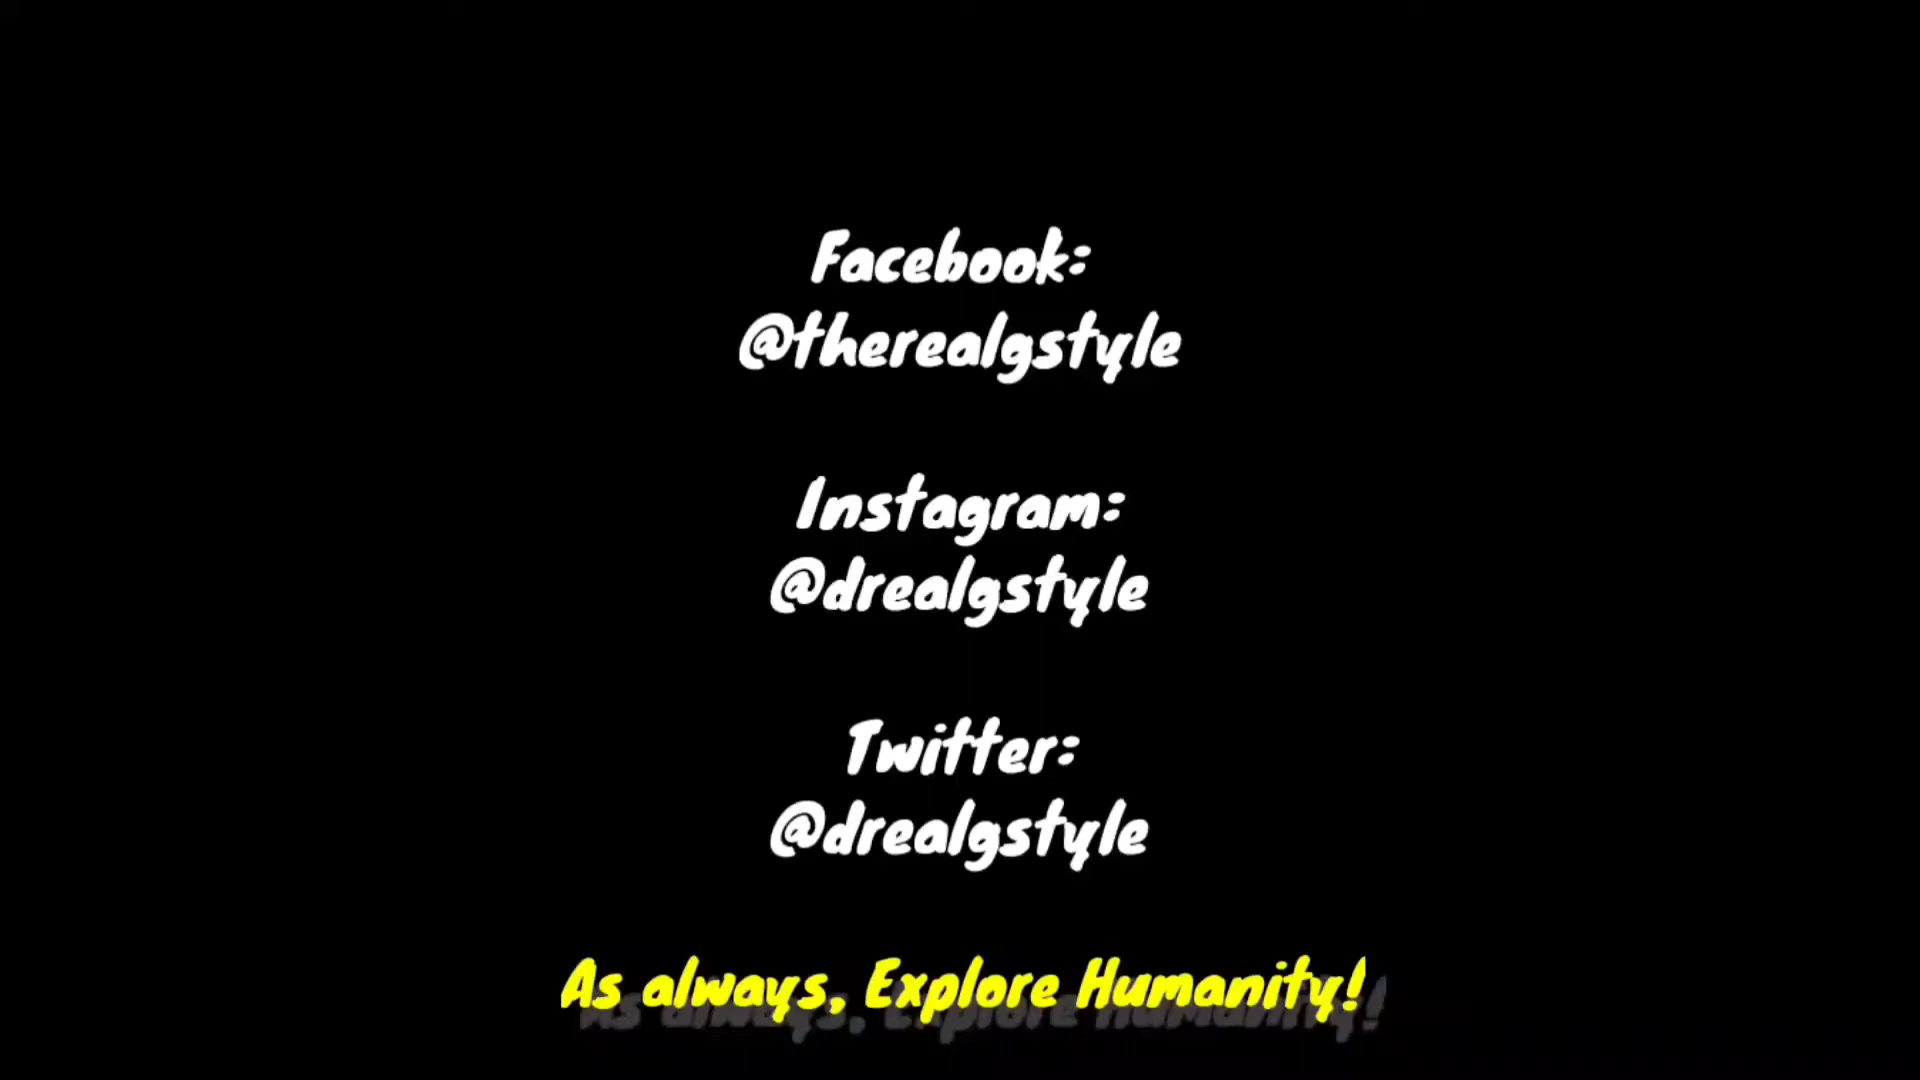 Facebook:
@therealgstyle
Instagram:
@drealgstyle
Twitter:
@drealgstyle
As always, Explore Humanity!